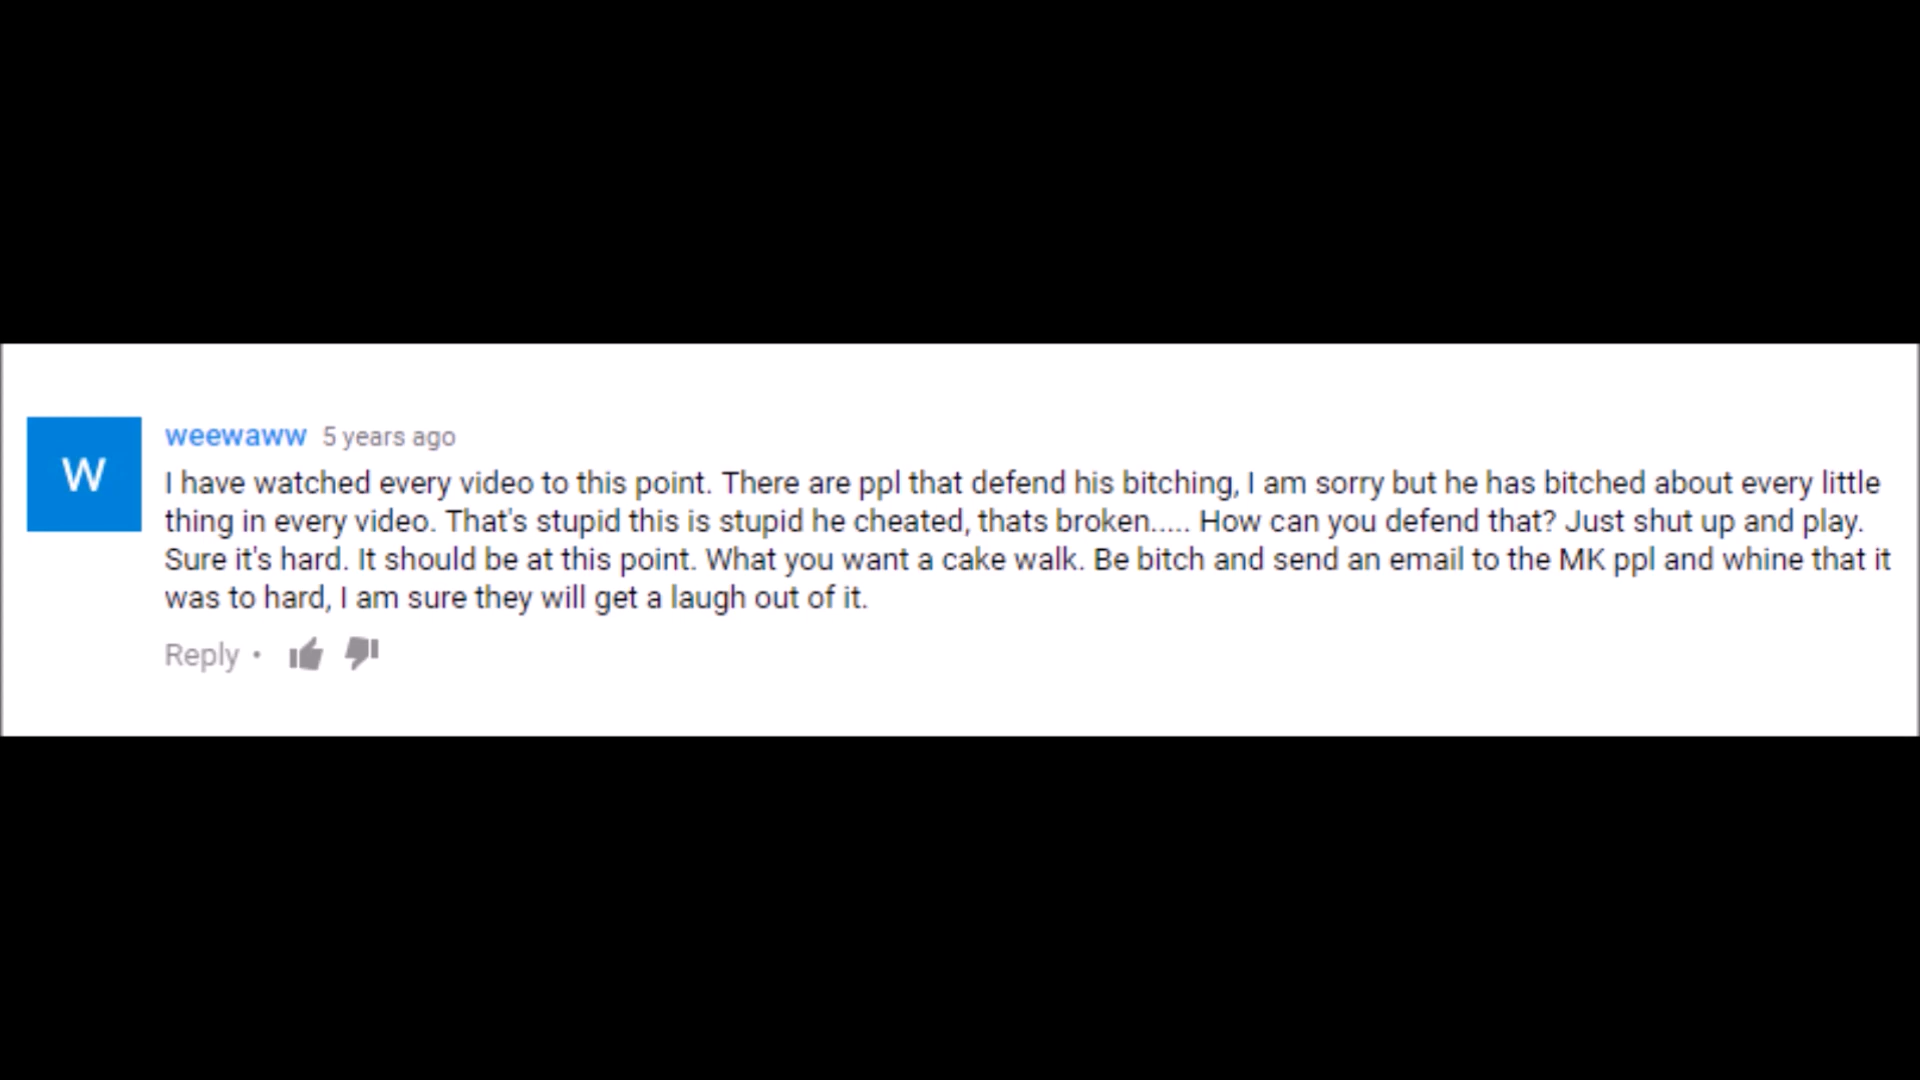 W
weewaww 5 years ago
I have watched every video to this point. There are ppl that defend his bitching, I am sorry but he has bitched about every little
thing in every video. That's stupid this is stupid he cheated, thats broken..... How can you defend that? Just shut up and play.
Sure it's hard. It should be at this point. What you want a cake walk. Be bitch and send an email to the MK ppl and whine that it
was to hard, I am sure they will get a laugh out of it.
Reply •